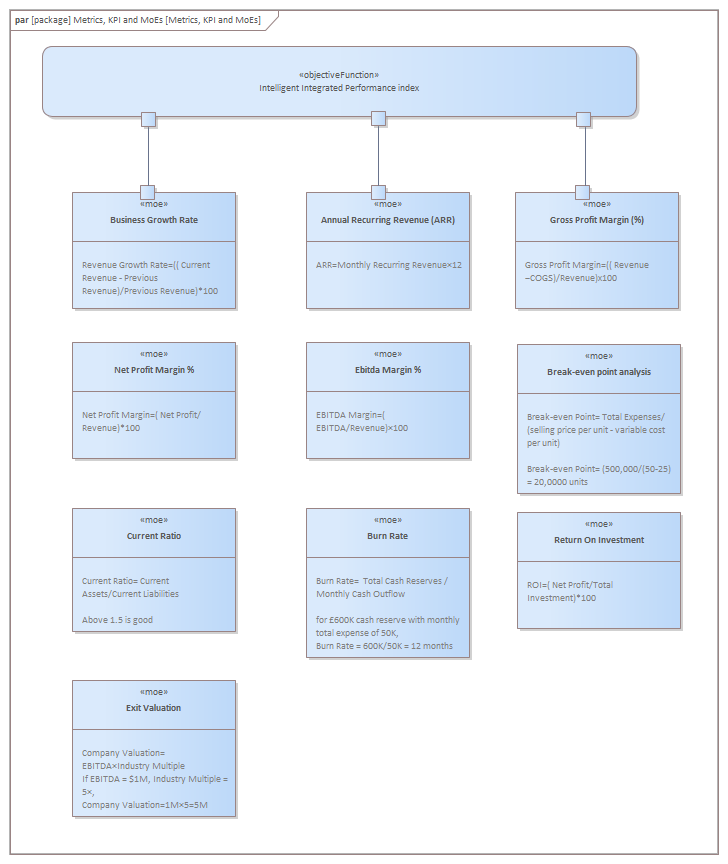 par [package] Metrics, KPI and MoEs [Metrics, KPI and MoEs]
«objectiveFunction»
Intelligent Integrated Performance index
«moe»
Business Growth Rate
Revenue Growth Rate=(( Current
Revenue - Previous
Revenue)/Previous Revenue)*100
«moe»
Annual Recurring Revenue (ARR)
ARR=Monthly Recurring Revenue×12
«moe»
Gross Profit Margin (%)
Gross Profit Margin=(( Revenue
−COGS)/Revenue)x100
«moe»
Net Profit Margin %
Net Profit Margin=( Net Profit/
Revenue)*100
«moe»
Ebitda Margin %
EBITDA Margin=(
EBITDA/Revenue)×100
«moe»
Break-even point analysis
Break-even Point= Total Expenses/
(selling price per unit - variable cost
per unit)
Break-even Point= (500,000/(50-25)
= 20,0000 units
«moe»
Current Ratio
Current Ratio= Current
Assets/Current Liabilities
Above 1.5 is good
«moe»
Burn Rate
Burn Rate=  Total Cash Reserves /
Monthly Cash Outflow
for £600K cash reserve with monthly
total expense of 50K,
Burn Rate = 600K/50K = 12 months
«moe»
Return On Investment
ROI=( Net Profit/Total
Investment)*100
«moe»
Exit Valuation
Company Valuation=
EBITDA×Industry Multiple
If EBITDA = $1M, Industry Multiple =
5×,
Company Valuation=1M×5=5M